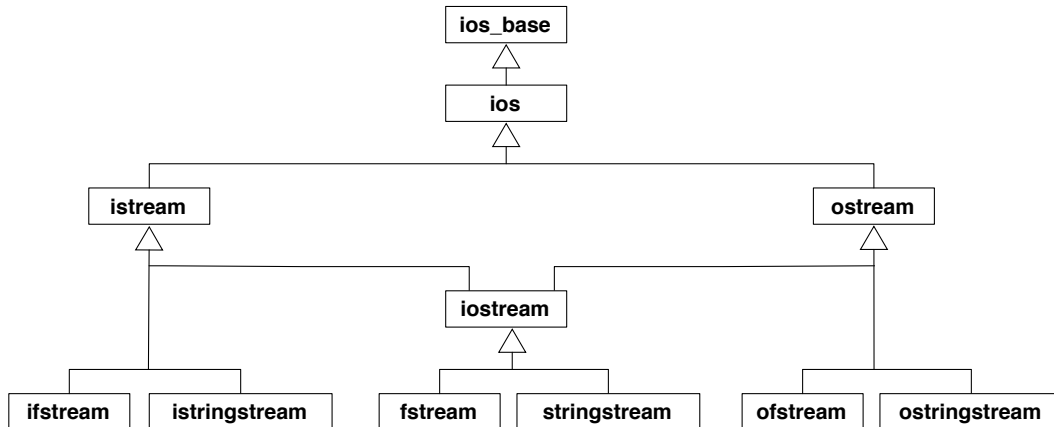 ios_base
ios
istream
ostream
iostream
ifstream
istringstream
fstream
stringstream
ofstream
ostringstream